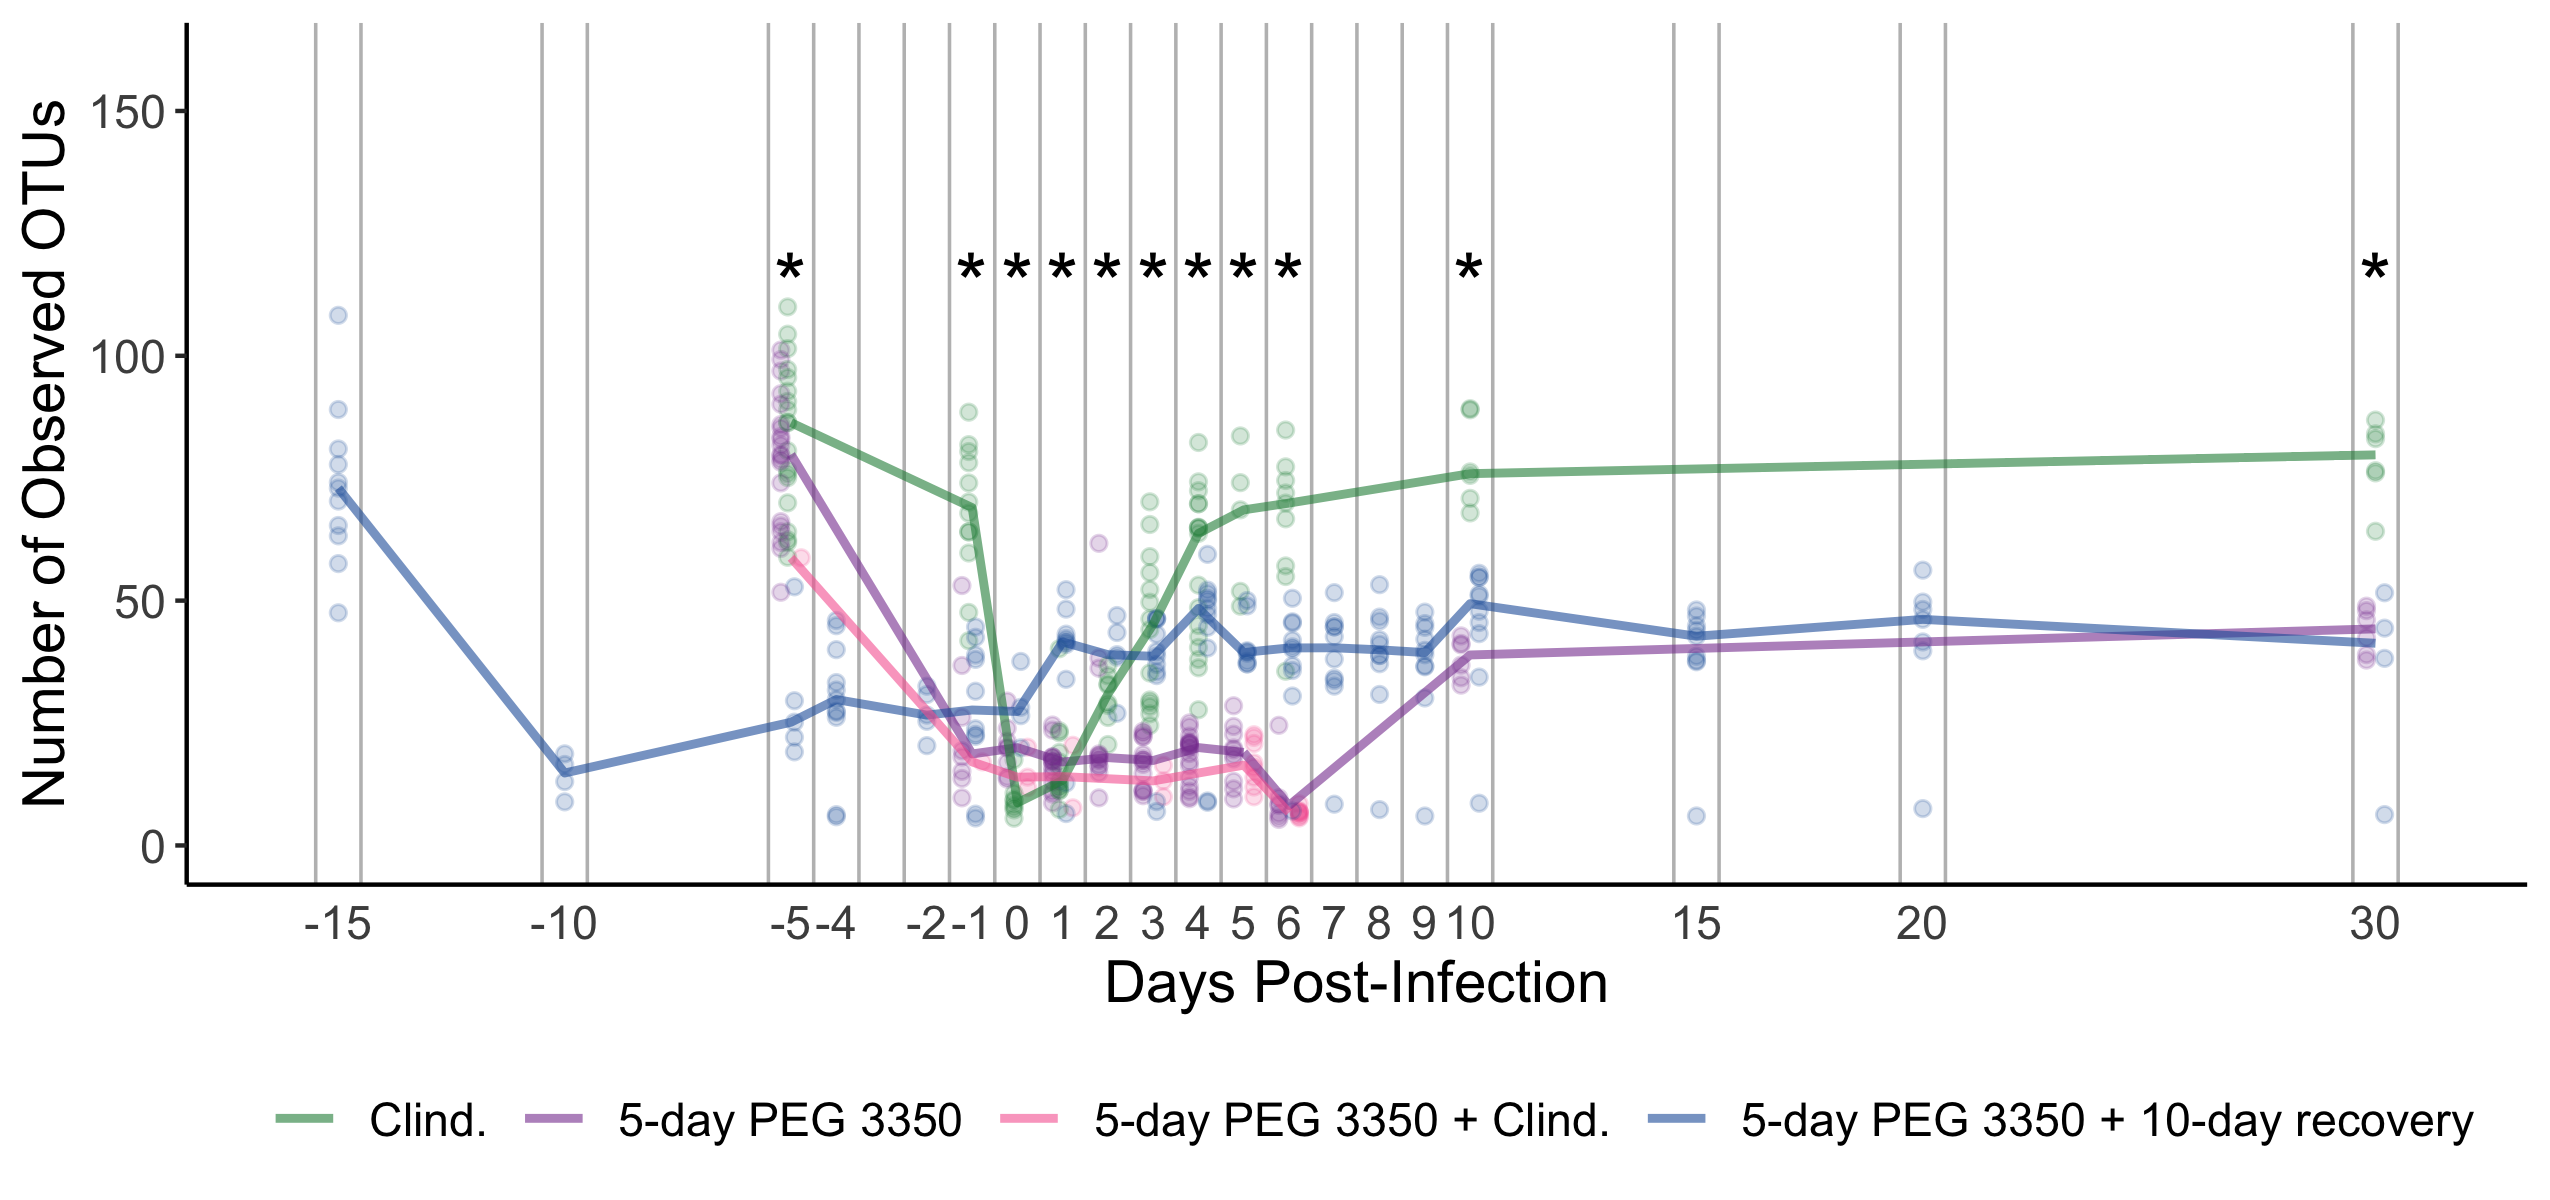 Number of Observed OTUs
150
100
50
0
* * * * * * * * * * *
-15 -10 -5 -4 -2 -1 0 1 2 3 4 5 6 7 8 9 10 15 20 30
Days Post-Infection
Clind. 5-day PEG 3350 5-day PEG 3350 + Clind. 5-day PEG 3350 + 10-day recovery